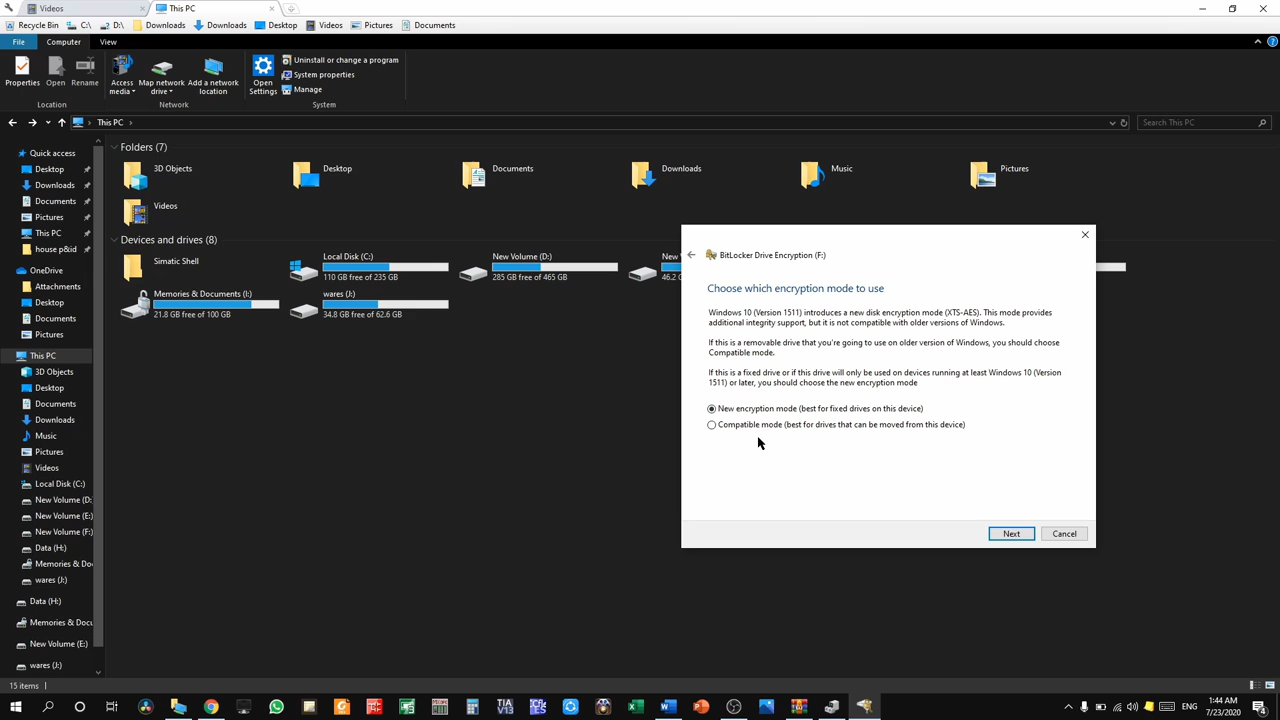 Videos
This PC
Recycle Bin
C:
D:
Downloads
Downloads
Desktop
Videos
Pictures
Documents
File
Computer
View
Properties
Open
Rename
Access media
Map network drive
Add a network location
Open Settings
Uninstall or change a program
System properties
Manage
Location
Network
System
This PC
Search This PC
Quick access
Desktop
Downloads
Documents
Pictures
This PC
house p&id
OneDrive
Attachments
Desktop
Documents
Pictures
This PC
3D Objects
Desktop
Documents
Downloads
Music
Pictures
Videos
Local Disk (C:)
New Volume (D:
New Volume (E:)
New Volume (F:)
Data (H:)
Memories & Do
wares (J:)
Data (H:)
Memories & Docu
New Volume (E:)
wares (J:)
Folders (7)
3D Objects
Desktop
Documents
Downloads
Music
Pictures
Videos
Devices and drives (8)
Simatic Shell
Local Disk (C:)
110 GB free of 235 GB
New Volume (D:)
285 GB free of 465 GB
New V
46.2 G
Memories & Documents (I:)
21.8 GB free of 100 GB
wares (J:)
34.8 GB free of 62.6 GB
BitLocker Drive Encryption (F:)
Choose which encryption mode to use
Windows 10 (Version 1511) introduces a new disk encryption mode (XTS-AES). This mode provides
additional integrity support, but it is not compatible with older versions of Windows.
If this is a removable drive that you're going to use on older version of Windows, you should choose
Compatible mode.
If this is a fixed drive or if this drive will only be used on devices running at least Windows 10 (Version
1511) or later, you should choose the new encryption mode
New encryption mode (best for fixed drives on this device)
Compatible mode (best for drives that can be moved from this device)
Next
Cancel
15 items
1:44 AM
7/23/2020